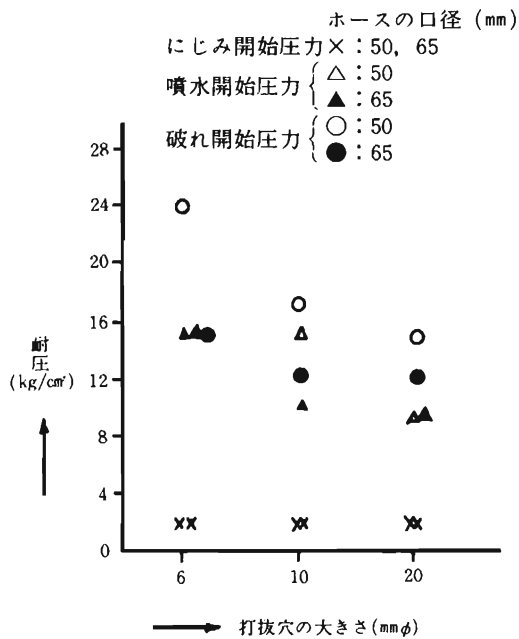 ホースの口径 (mm)
にじみ開始圧力 × : 50, 65
噴水開始圧力 { △ : 50
▲ : 65
破れ開始圧力 { ○ : 50
● : 65
28
24
20
16
12
8
4
0
耐圧
(kg/cm²)
6 10 20
打抜穴の大きさ(mmφ)